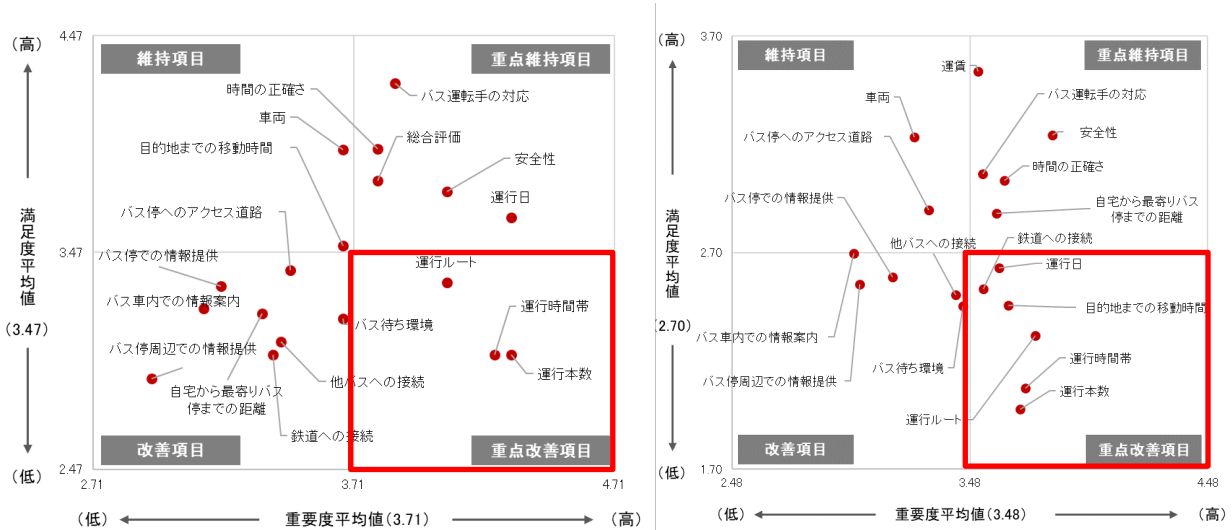 （高）
4.47
維持項目
重点維持項目
時間の正確さ
バス運転手の対応
車両
総合評価
目的地までの移動時間
安全性
運行日
バス停へのアクセス道路
満足度平均値
（3.47）
3.47
バス停での情報提供
運行ルート
バス車内での情報案内
運行時間帯
バス待ち環境
バス停周辺での情報提供
他バスへの接続
運行本数
自宅から最寄りバス
停までの距離
鉄道への接続
改善項目
重点改善項目
（低）
2.47
2.71
3.71
4.71
（低）
重要度平均値（3.71）
（高）
（高）
3.70
維持項目
重点維持項目
運賃
車両
バス運転手の対応
バス停へのアクセス道路
安全性
時間の正確さ
バス停での情報提供
自宅から最寄りバス
停までの距離
満足度平均値
（2.70）
2.70
他バスへの接続
鉄道への接続
運行日
目的地までの移動時間
バス車内での情報案内
バス待ち環境
運行時間帯
バス停周辺での情報提供
運行本数
運行ルート
改善項目
重点改善項目
（低）
1.70
2.48
3.48
4.48
（低）
重要度平均値（3.48）
（高）